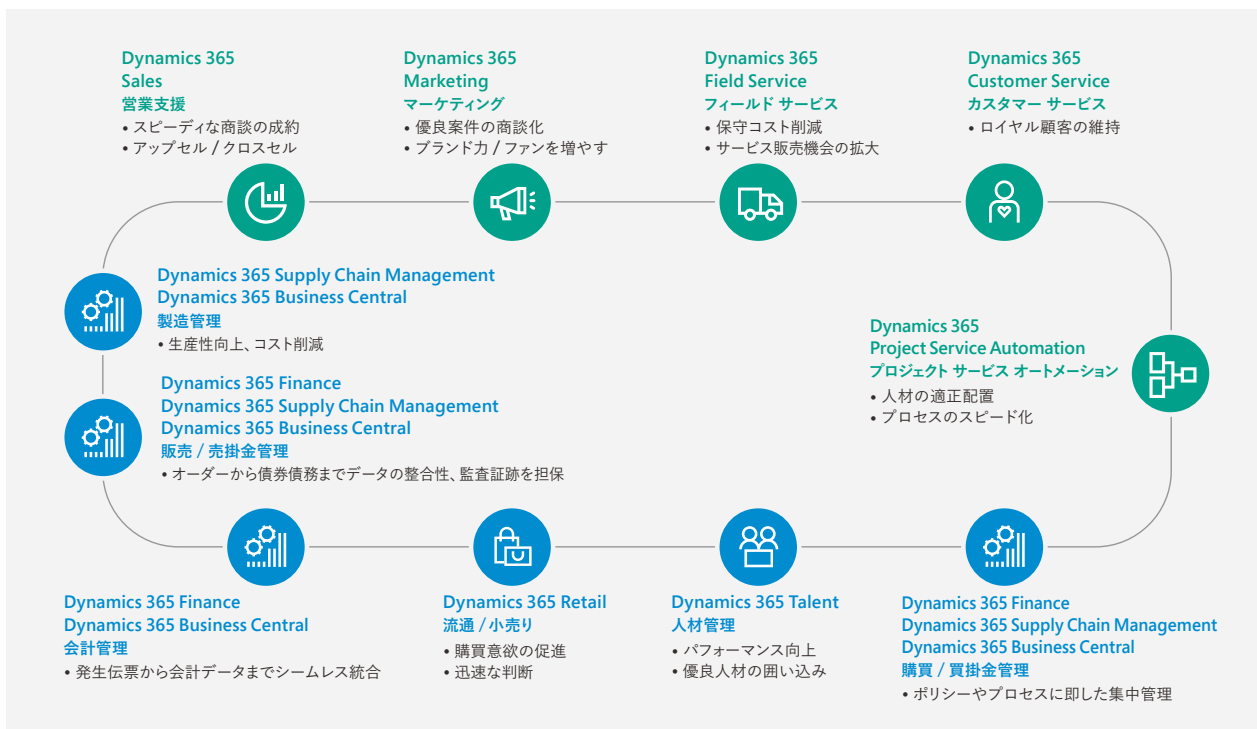 Dynamics 365
Sales
営業支援
• スピーディな商談の成約
• アップセル / クロスセル
Dynamics 365
Marketing
マーケティング
• 優良案件の商談化
• ブランド力 / ファンを増やす
Dynamics 365
Field Service
フィールド サービス
• 保守コスト削減
• サービス販売機会の拡大
Dynamics 365
Customer Service
カスタマー サービス
• ロイヤル顧客の維持
Dynamics 365 Supply Chain Management
Dynamics 365 Business Central
製造管理
• 生産性向上、コスト削減
Dynamics 365
Project Service Automation
プロジェクト サービス オートメーション
• 人材の適正配置
• プロセスのスピード化
Dynamics 365 Finance
Dynamics 365 Supply Chain Management
Dynamics 365 Business Central
販売 / 売掛金管理
• オーダーから債券債務までデータの整合性、監査証跡を担保
Dynamics 365 Finance
Dynamics 365 Business Central
会計管理
• 発生伝票から会計データまでシームレス統合
Dynamics 365 Retail
流通 / 小売り
• 購買意欲の促進
• 迅速な判断
Dynamics 365 Talent
人材管理
• パフォーマンス向上
• 優良人材の囲い込み
Dynamics 365 Finance
Dynamics 365 Supply Chain Management
Dynamics 365 Business Central
購買 / 買掛金管理
• ポリシーやプロセスに即した集中管理